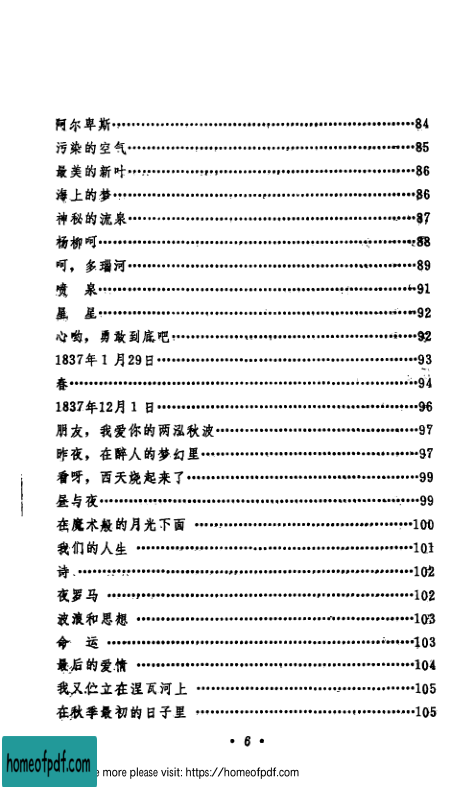 阿尔卑斯……84
污染的空气……85
最美的新叶……86
海上的梦……86
神秘的流泉……87
杨柳呵……88
呵，多瑙河……89
喷　泉……91
星　星……92
心哟，勇敢到底吧……92
1837年1月29日……93
春……94
1837年12月1日……96
朋友，我爱你的两泓秋波……97
昨夜，在醉人的梦幻里……97
看呀，西天烧起来了……99
昼与夜……99
在魔术般的月光下面……100
我们的人生……101
诗……102
夜罗马……102
波浪和思想……103
命　运……103
最后的爱情……104
我又伫立在涅瓦河上……105
在秋季最初的日子里……105
• 6 •
homeofpdf.com
e more please visit: https://homeofpdf.com